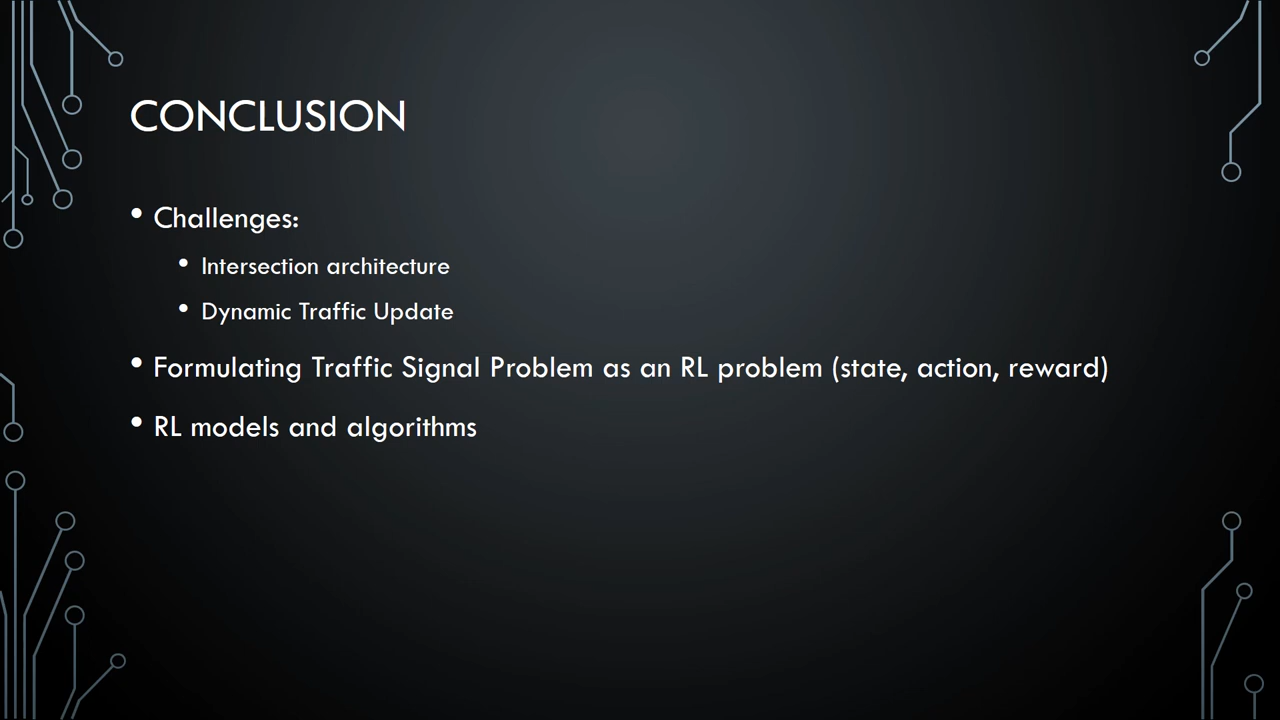 CONCLUSION
• Challenges:
• Intersection architecture
• Dynamic Traffic Update
• Formulating Traffic Signal Problem as an RL problem (state, action, reward)
• RL models and algorithms